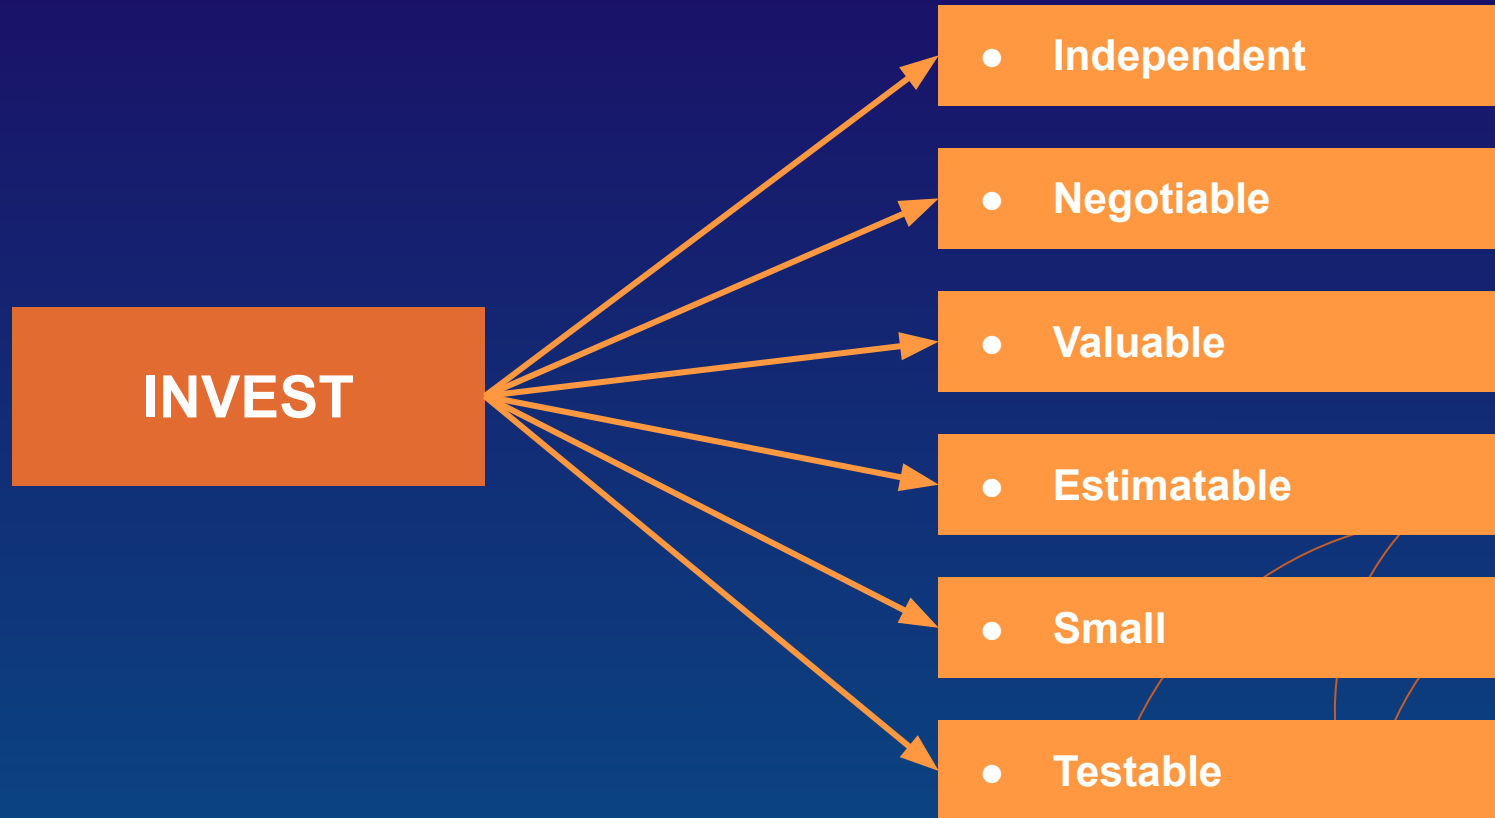 INVEST
● Independent
● Negotiable
● Valuable
● Estimatable
● Small
● Testable